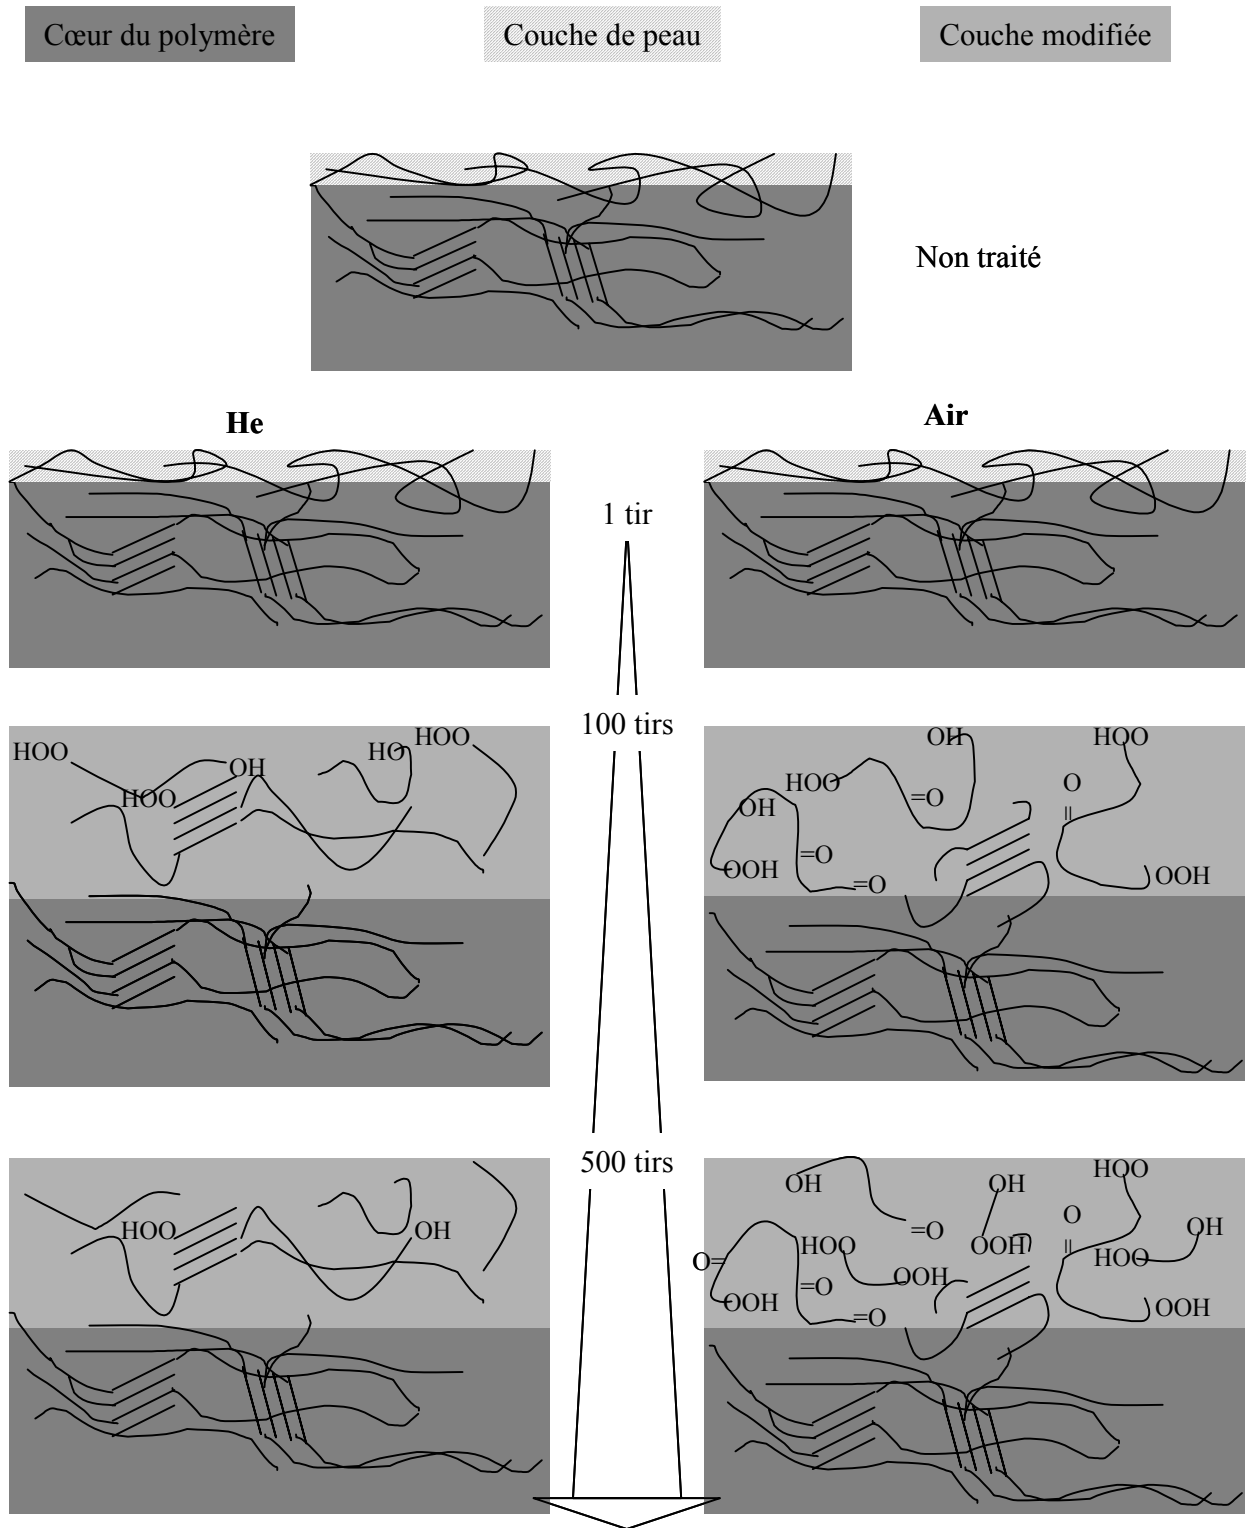 Cœur du polymère
Couche de peau
Couche modifiée
Non traité
He
Air
1 tir
100 tirs
HOO
OH
HOO
HO
HOO
OH
HOO
HOO
=O
O
=
OH
=O
OOH
=O
OOH
500 tirs
HOO
OH
OH
OH
HOO
=O
O
=
OH
O=
HOO
OOH
HOO
OOH
=O
OOH
=O
OOH